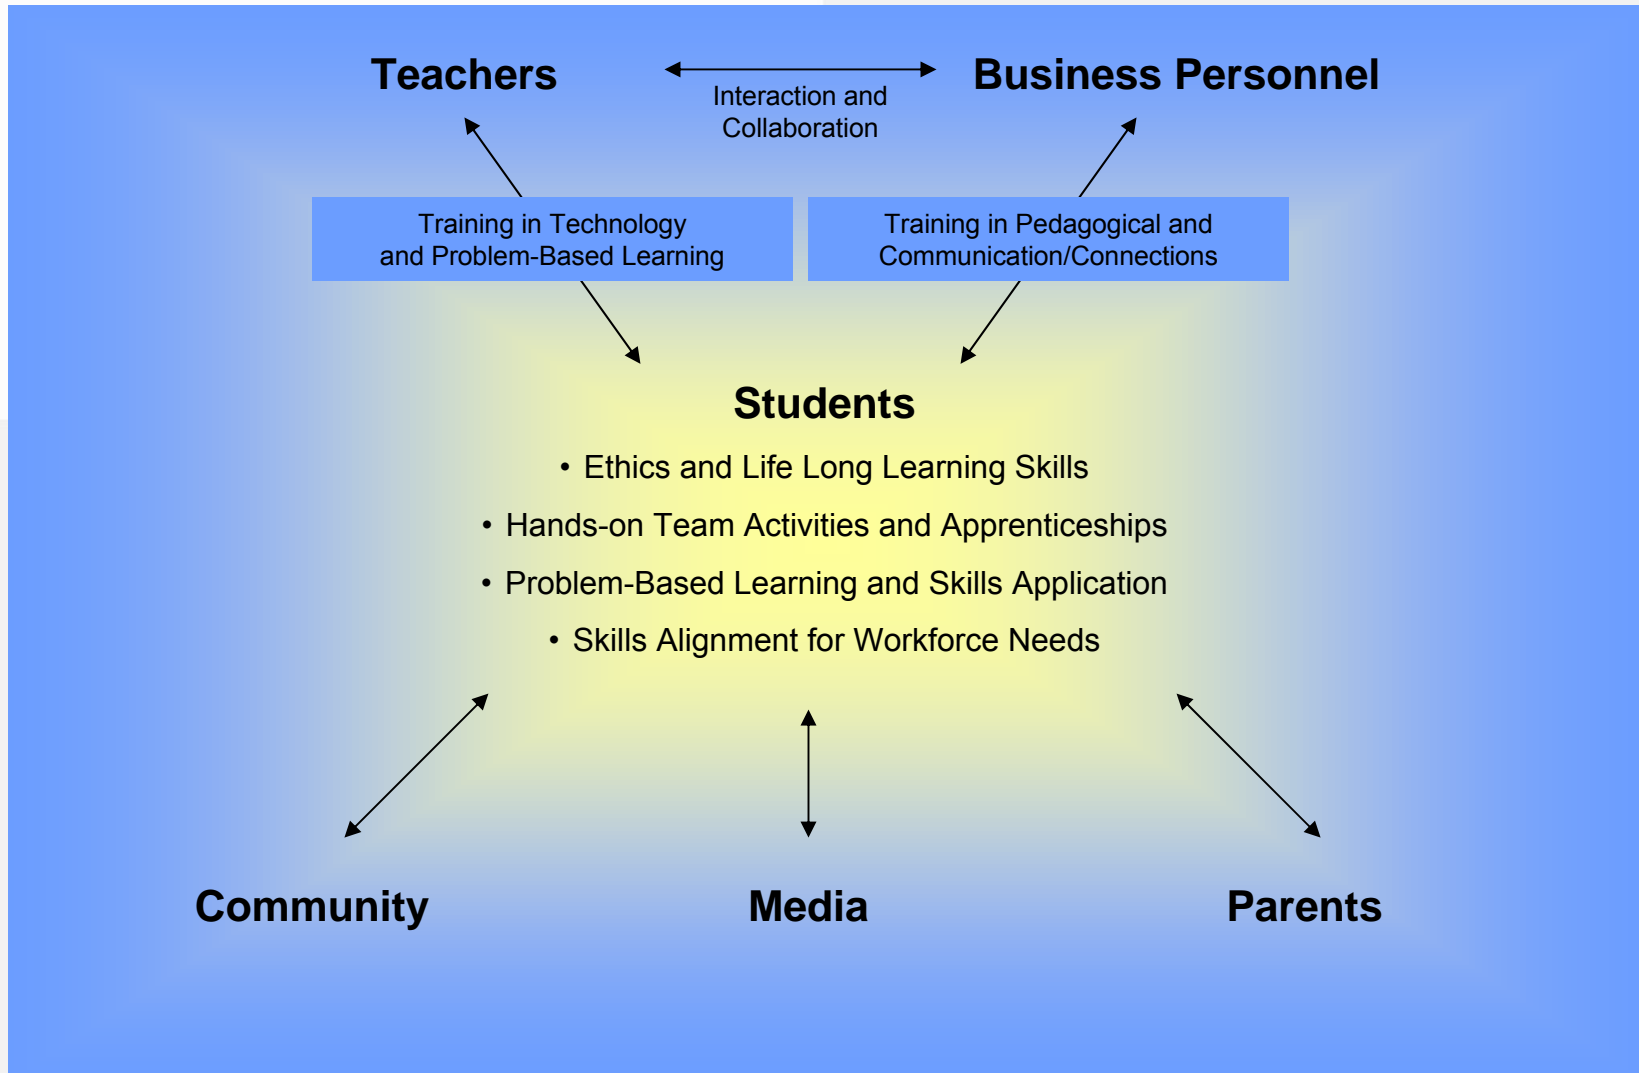 Teachers
Business Personnel
Interaction and
Collaboration
Training in Technology
and Problem-Based Learning
Training in Pedagogical and
Communication/Connections
Students
• Ethics and Life Long Learning Skills
• Hands-on Team Activities and Apprenticeships
• Problem-Based Learning and Skills Application
• Skills Alignment for Workforce Needs
Community
Media
Parents